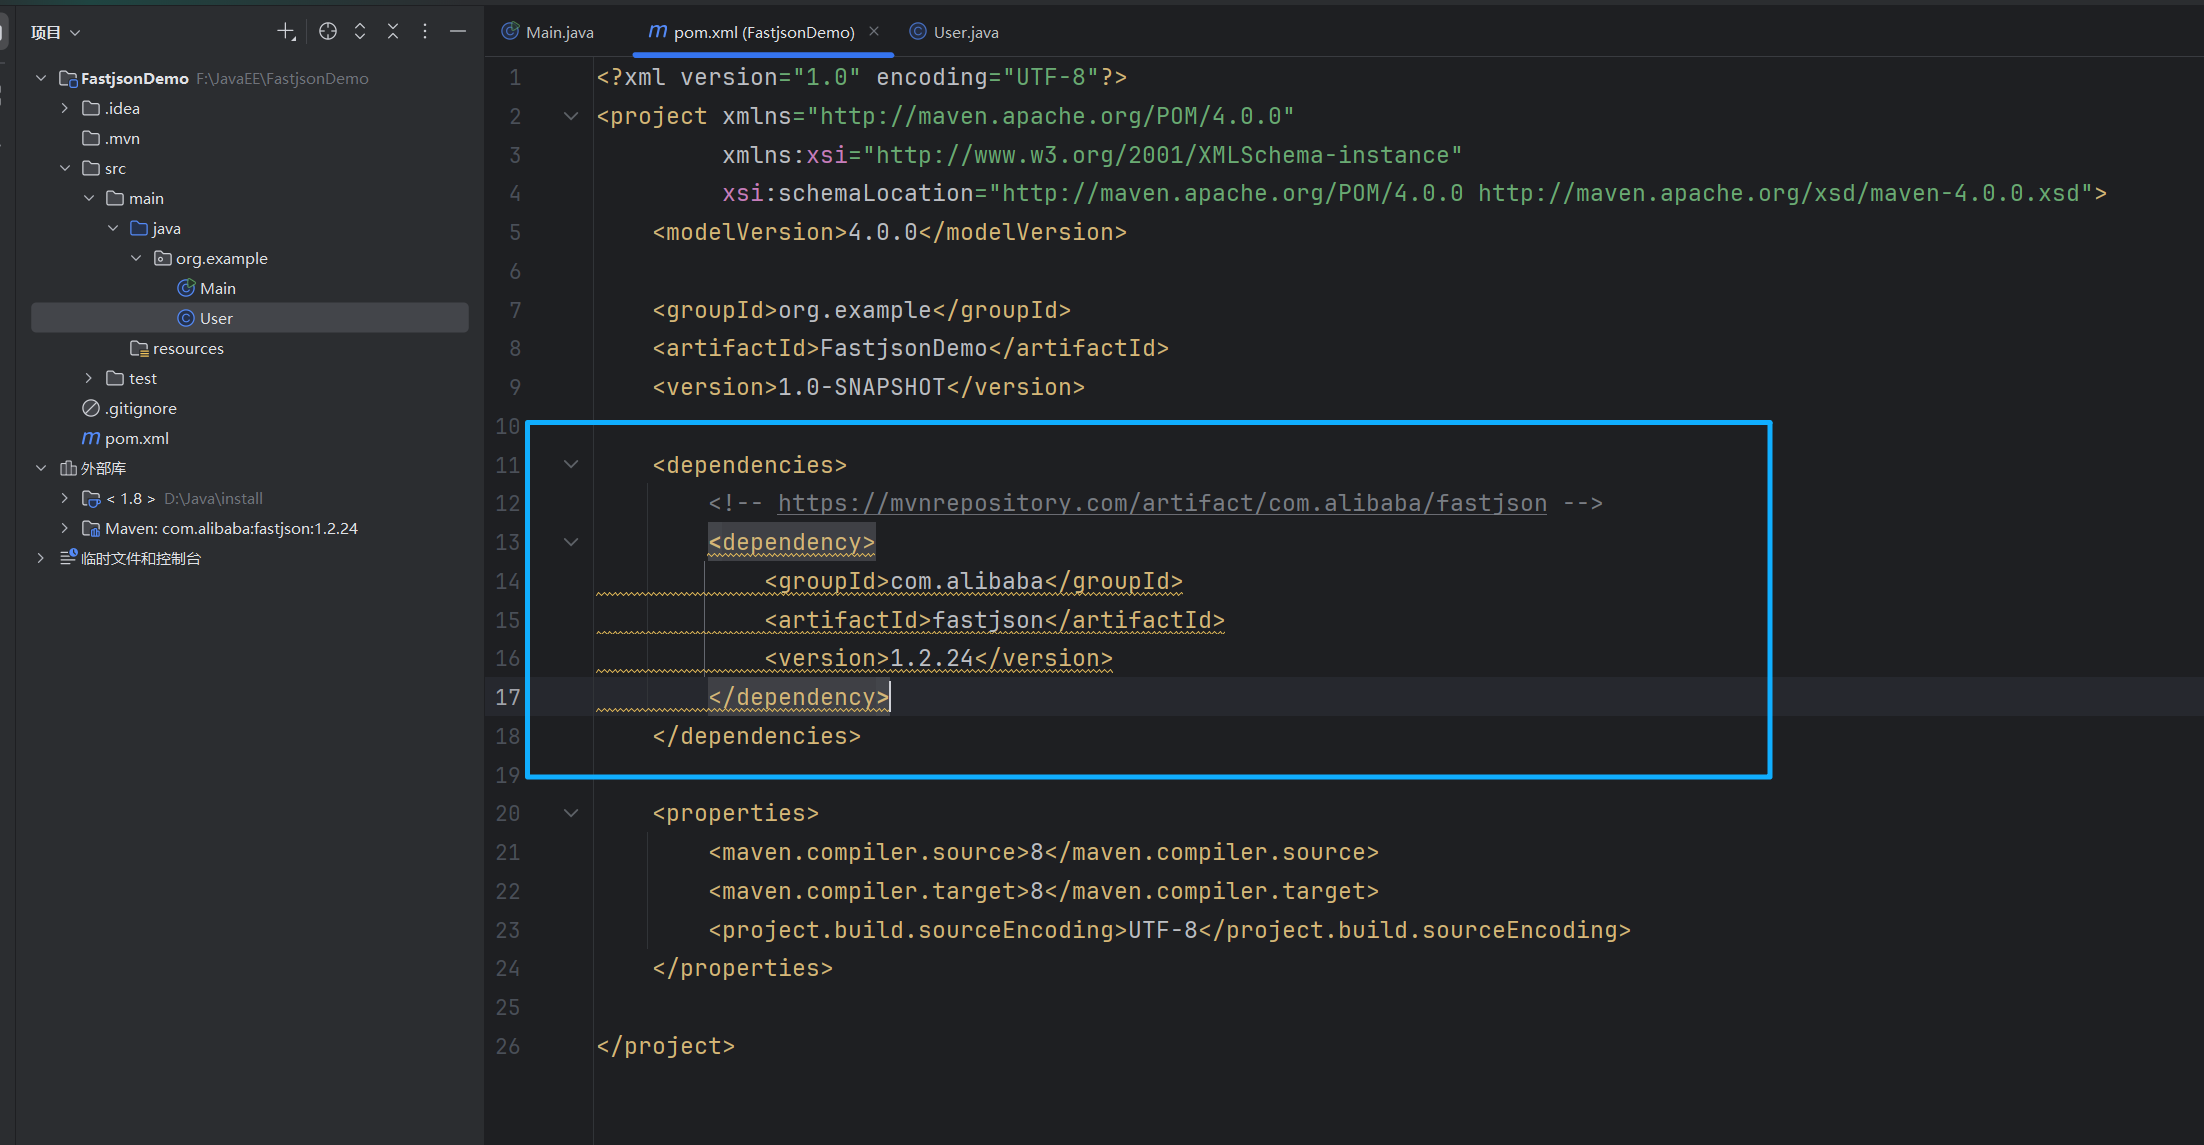 项目
FastjsonDemo F:\JavaEE\FastjsonDemo
.idea
.mvn
src
main
java
org.example
Main
User
resources
test
.gitignore
pom.xml
外部库
< 1.8 > D:\Java\install
Maven: com.alibaba:fastjson:1.2.24
临时文件和控制台
Main.java
pom.xml (FastjsonDemo)
User.java
1 <?xml version="1.0" encoding="UTF-8"?>
2 <project xmlns="http://maven.apache.org/POM/4.0.0"
3 xmlns:xsi="http://www.w3.org/2001/XMLSchema-instance"
4 xsi:schemaLocation="http://maven.apache.org/POM/4.0.0 http://maven.apache.org/xsd/maven-4.0.0.xsd">
5 <modelVersion>4.0.0</modelVersion>
6
7 <groupId>org.example</groupId>
8 <artifactId>FastjsonDemo</artifactId>
9 <version>1.0-SNAPSHOT</version>
10
11 <dependencies>
12 <!-- https://mvnrepository.com/artifact/com.alibaba/fastjson -->
13 <dependency>
14 <groupId>com.alibaba</groupId>
15 <artifactId>fastjson</artifactId>
16 <version>1.2.24</version>
17 </dependency>
18 </dependencies>
19
20 <properties>
21 <maven.compiler.source>8</maven.compiler.source>
22 <maven.compiler.target>8</maven.compiler.target>
23 <project.build.sourceEncoding>UTF-8</project.build.sourceEncoding>
24 </properties>
25
26 </project>